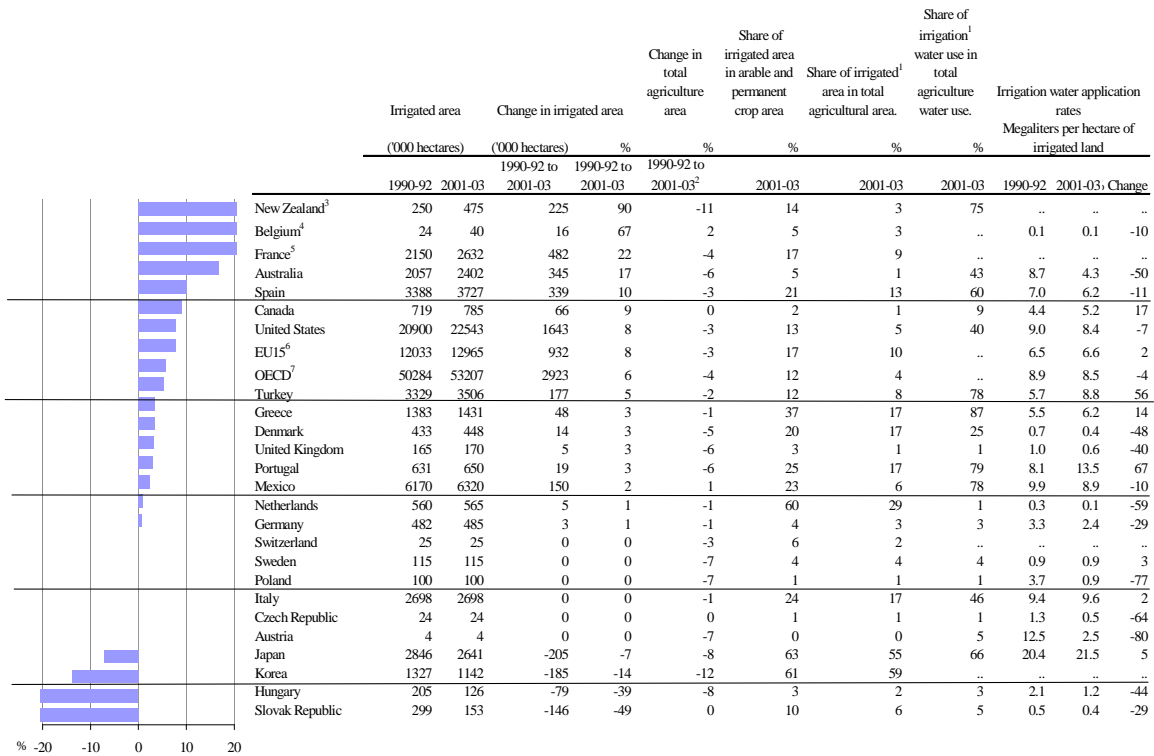 Share of
irrigation1
water use in
total
agriculture
water use.
Share of
irrigated area
in arable and
permanent
crop area
Change in
total
agriculture
area
Share of irrigated1
area in total
agricultural area.
Irrigated area Change in irrigated area
Irrigation water application
rates
Megaliters per hectare of
irrigated land
('000 hectares) ('000 hectares) % % % % %
1990-92 to 1990-92 to 1990-92 to
1990-92 2001-03 2001-03 2001-03 2001-032 2001-03 2001-03 2001-03 1990-92 2001-03 Change
New Zealand3 250 475 225 90 -11 14 3 75 .. .. ..
Belgium4 24 40 16 67 2 5 3 .. 0.1 0.1 -10
France5 2150 2632 482 22 -4 17 9 .. .. ..
Australia 2057 2402 345 17 -6 5 1 43 8.7 4.3 -50
Spain 3388 3727 339 10 -3 21 13 60 7.0 6.2 -11
Canada 719 785 66 9 0 2 1 9 4.4 5.2 17
United States 20900 22543 1643 8 -3 13 5 40 9.0 8.4 -7
EU156 12033 12965 932 8 -3 17 10 .. 6.5 6.6 2
OECD7 50284 53207 2923 6 -4 12 4 .. 8.9 8.5 -4
Turkey 3329 3506 177 5 -2 12 8 78 5.7 8.8 56
Greece 1383 1431 48 3 -1 37 17 87 5.5 6.2 14
Denmark 433 448 14 3 -5 20 17 25 0.7 0.4 -48
United Kingdom 165 170 5 3 -6 3 1 1 1.0 0.6 -40
Portugal 631 650 19 3 -6 25 17 79 8.1 13.5 67
Mexico 6170 6320 150 2 1 23 6 78 9.9 8.9 -10
Netherlands 560 565 5 1 -1 60 29 1 0.3 0.1 -59
Germany 482 485 3 1 -1 4 3 3 3.3 2.4 -29
Switzerland 25 25 0 0 -3 6 2 .. .. .. ..
Sweden 115 115 0 0 -7 4 4 4 0.9 0.9 3
Poland 100 100 0 0 -7 1 1 1 3.7 0.9 -77
Italy 2698 2698 0 0 -1 24 17 46 9.4 9.6 2
Czech Republic 24 24 0 0 0 1 1 1 1.3 0.5 -64
Austria 4 4 0 0 -7 0 0 5 12.5 2.5 -80
Japan 2846 2641 -205 -7 -8 63 55 66 20.4 21.5 5
Korea 1327 1142 -185 -14 -12 61 59 .. .. ..
Hungary 205 126 -79 -39 -8 3 2 3 2.1 1.2 -44
Slovak Republic 299 153 -146 -49 0 10 6 5 0.5 0.4 -29
% -20 -10 0 10 20